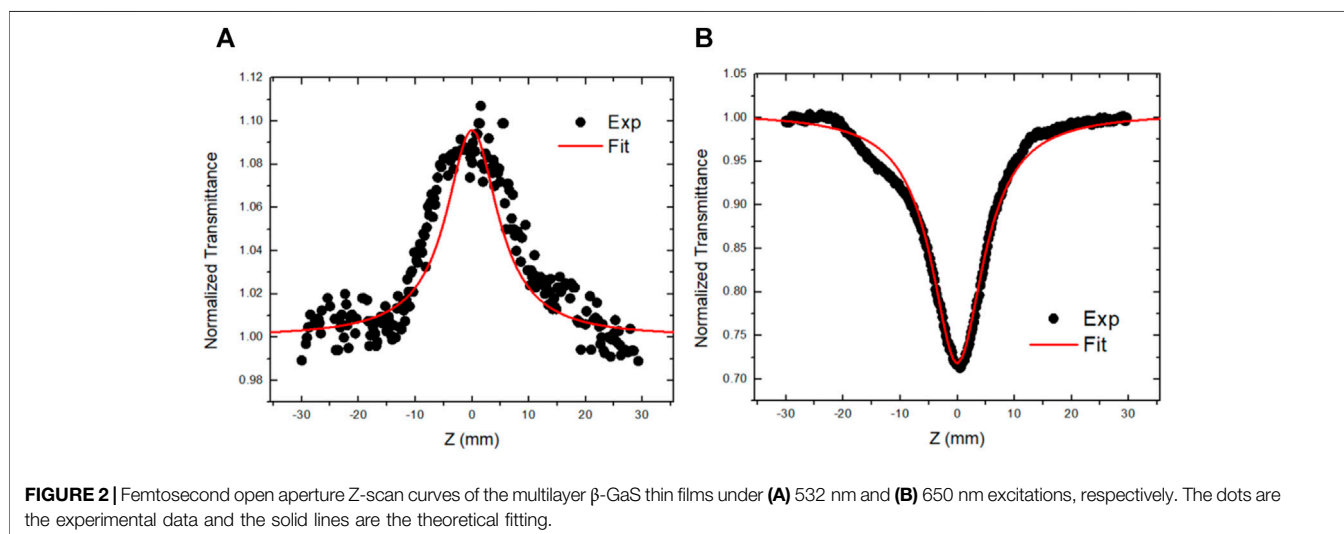 A
1.12
1.10
1.08
1.06
1.04
1.02
1.00
0.98
Normalized Transmittance
Exp
Fit
-30 -20 -10 0 10 20 30
Z (mm)
B
1.05
1.00
0.95
0.90
0.85
0.80
0.75
0.70
Normalized Transmittance
Exp
Fit
-30 -20 -10 0 10 20 30
Z (mm)
FIGURE 2 | Femtosecond open aperture Z-scan curves of the multilayer β-GaS thin films under (A) 532 nm and (B) 650 nm excitations, respectively. The dots are
the experimental data and the solid lines are the theoretical fitting.